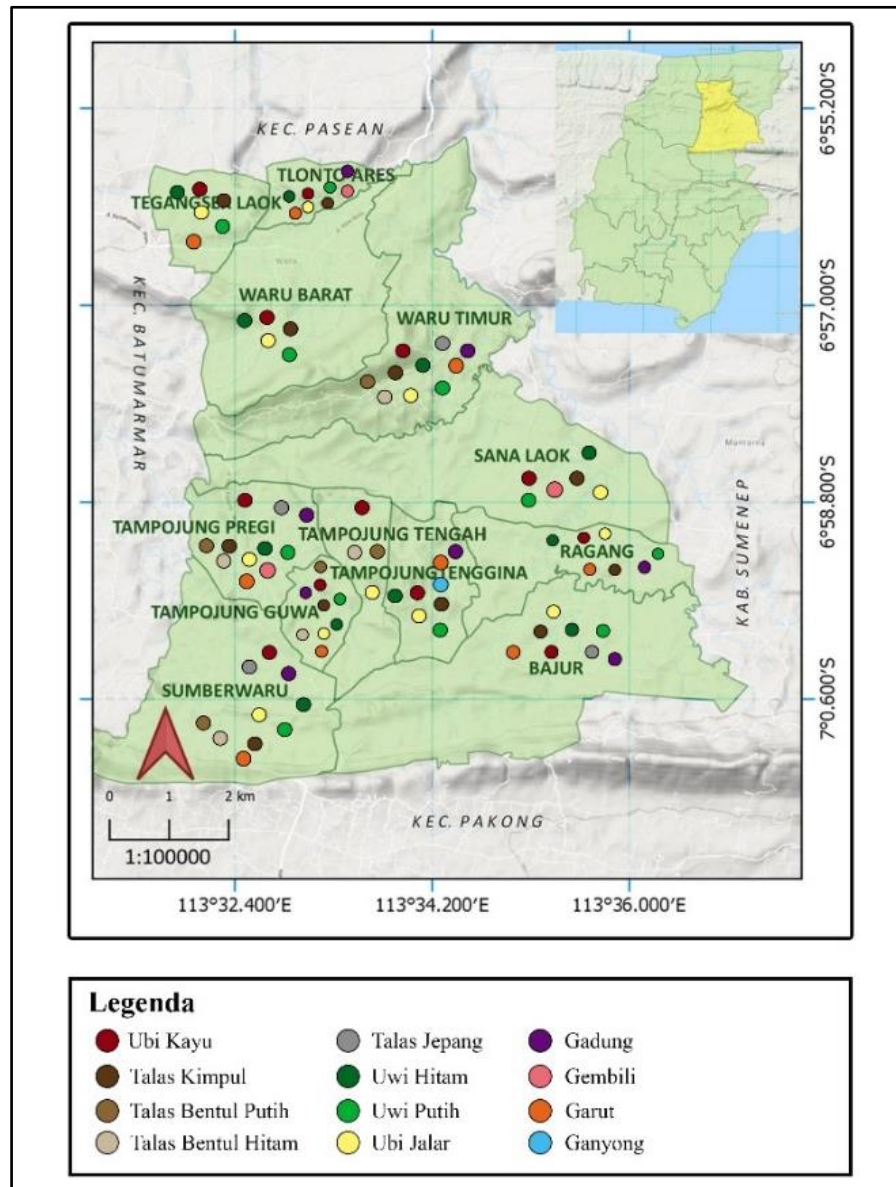 KEC. PASEAN
6°55.200'S
TLONTO ARES
TEGANGSER LAOK
KEC. BATUMARMAR
WARU BARAT
6°57.000'S
WARU TIMUR
SANA LAOK
KAB. SUMENEP
6°58.800'S
TAMPOJUNG PREGI
TAMPOJUNG TENGAH
RAGANG
TAMPOJUNG TENGGINA
TAMPOJUNG GUWA
BAJUR
SUMBERWARU
7°0.600'S
0 1 2 km
KEC. PAKONG
1:100000
113°32.400'E 113°34.200'E 113°36.000'E
Legenda
Ubi Kayu Talas Jepang Gadung
Talas Kimpul Uwi Hitam Gembili
Talas Bentul Putih Uwi Putih Garut
Talas Bentul Hitam Ubi Jalar Ganyong